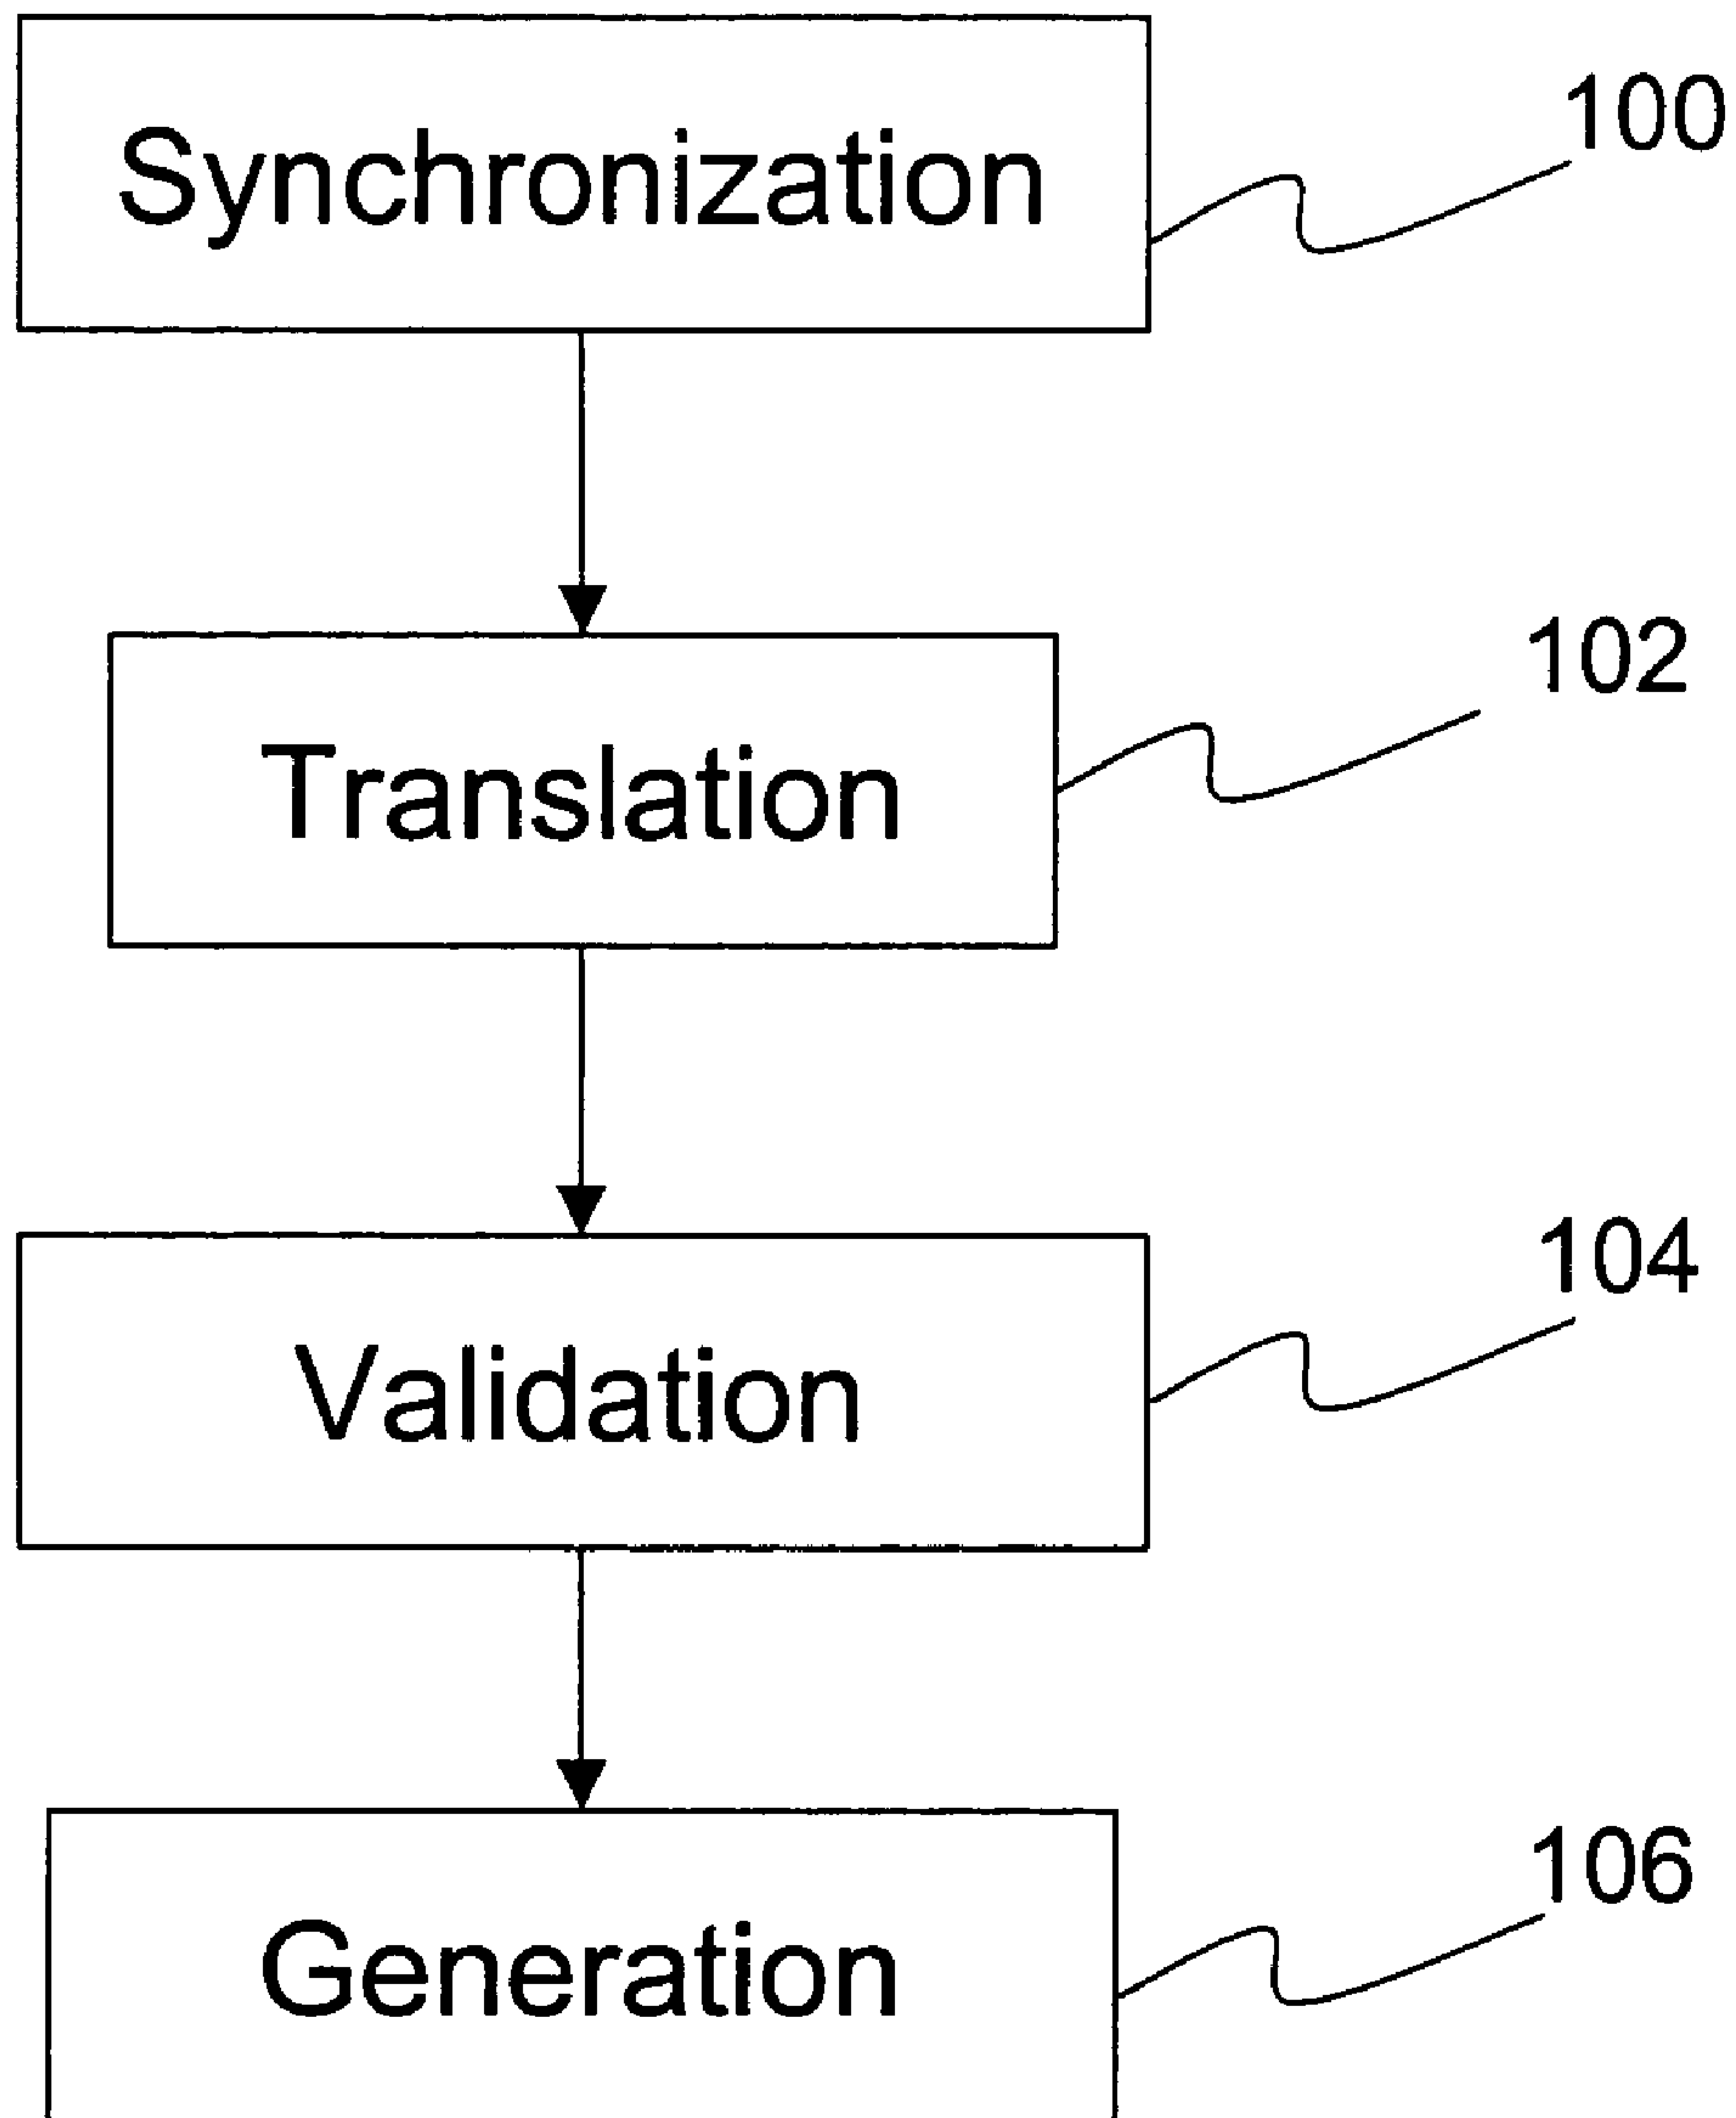 Synchronization
100
Translation
102
Validation
104
Generation
106